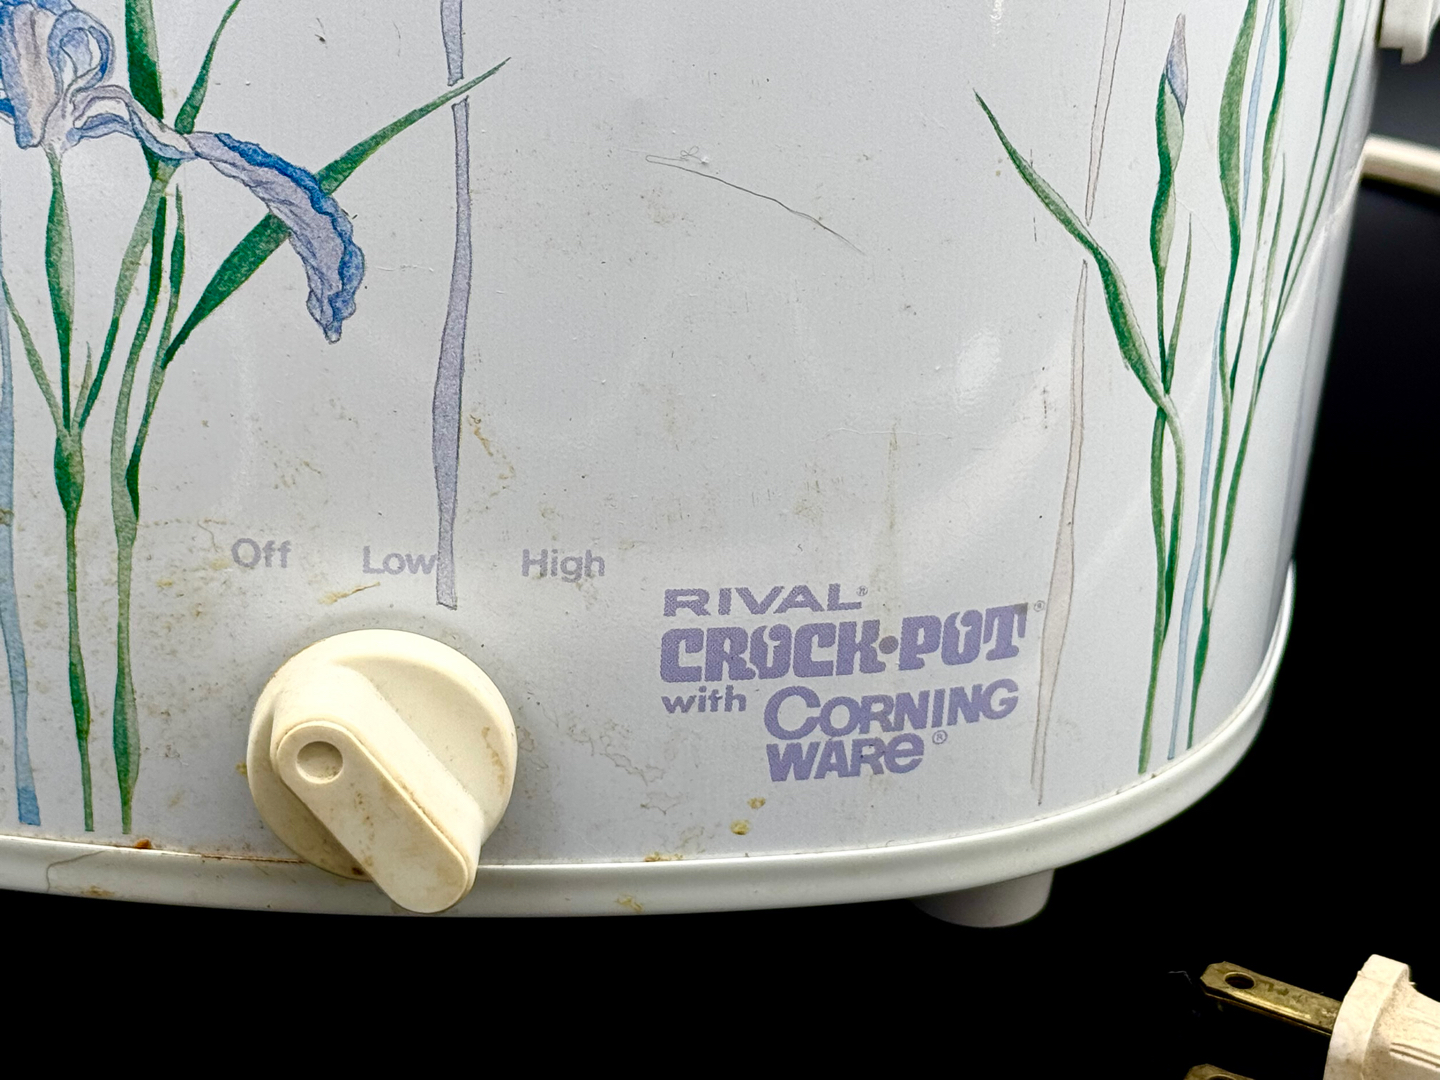 Off Low High
RIVAL®
CROCK•POT®
with CORNING
WARE®